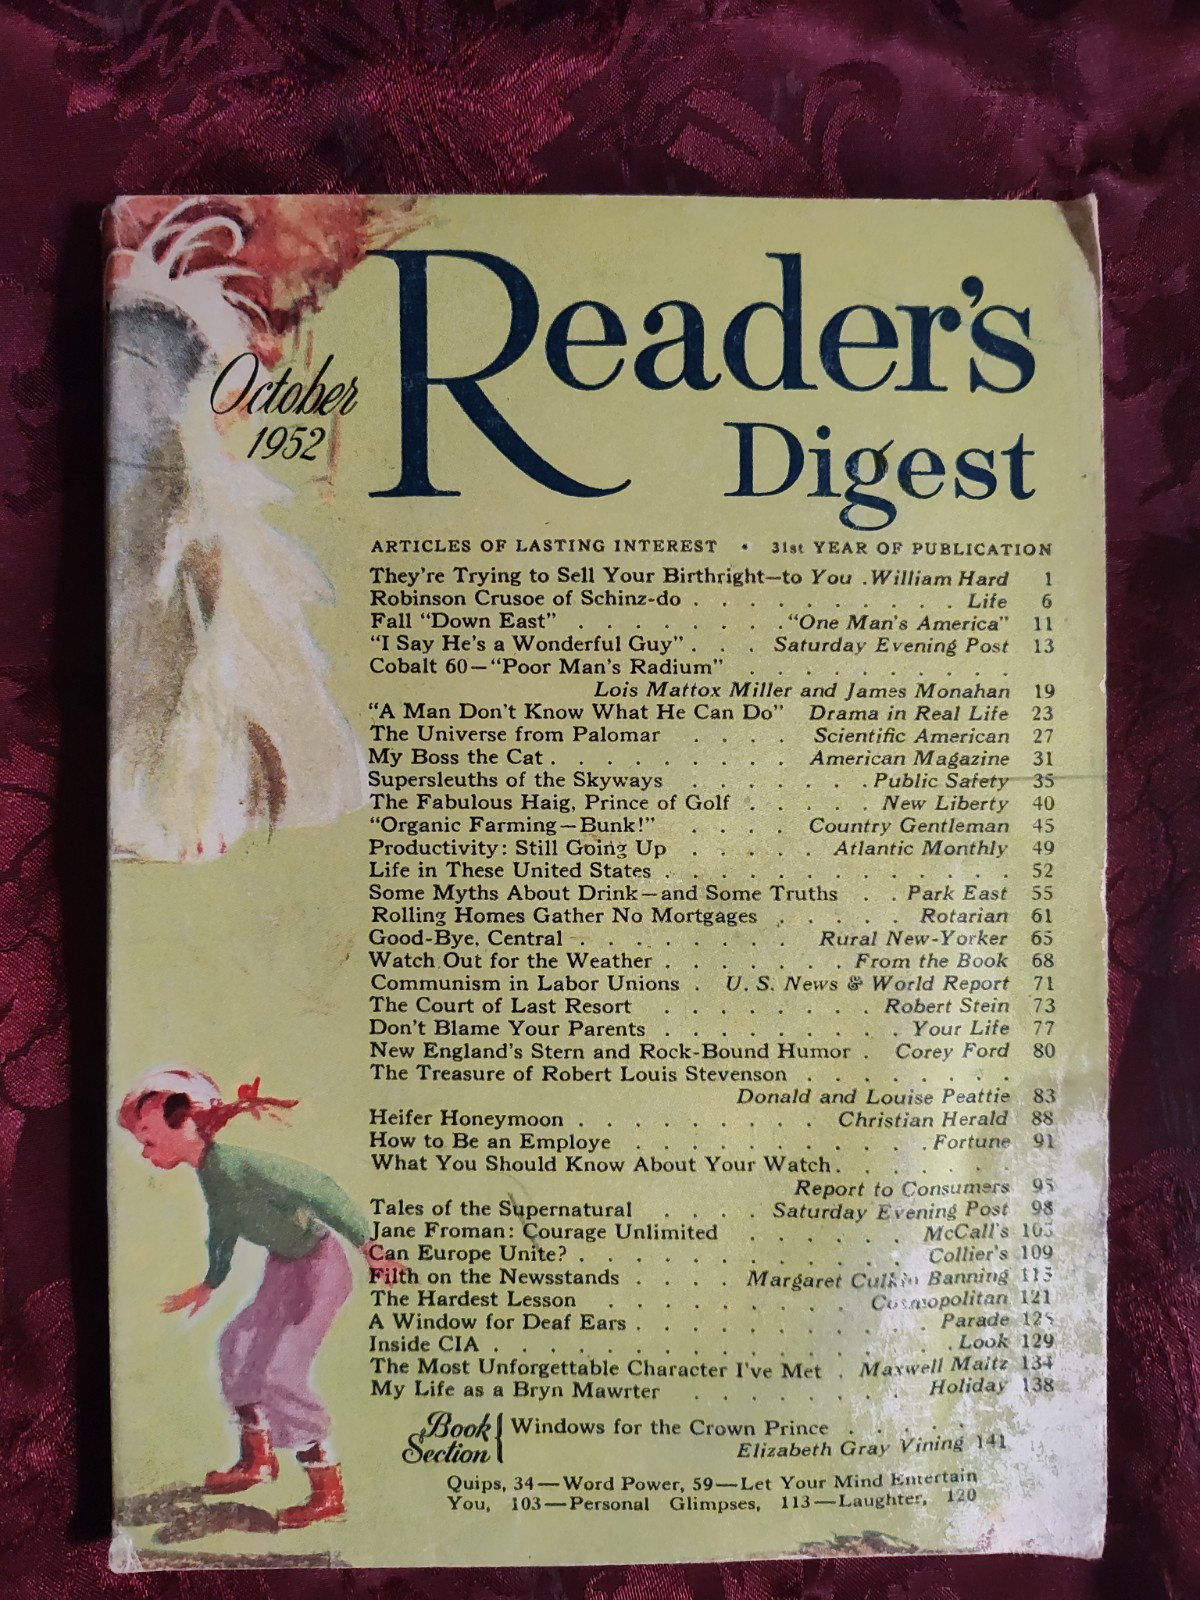 Reader's
Digest
October
1952
ARTICLES OF LASTING INTEREST • 31st YEAR OF PUBLICATION
They're Trying to Sell Your Birthright—to You . William Hard 1
Robinson Crusoe of Schinz-do . . . . . . . . . . Life 6
Fall "Down East" . . . . . . . . . "One Man's America" 11
"I Say He's a Wonderful Guy" . . . Saturday Evening Post 13
Cobalt 60—"Poor Man's Radium" . . . . . . . . . .
Lois Mattox Miller and James Monahan 19
"A Man Don't Know What He Can Do" Drama in Real Life 23
The Universe from Palomar . . . . Scientific American 27
My Boss the Cat . . . . . . . . . American Magazine 31
Supersleuths of the Skyways . . . . . . . Public Safety 35
The Fabulous Haig, Prince of Golf . . . . . New Liberty 40
"Organic Farming—Bunk!" . . . . Country Gentleman 45
Productivity: Still Going Up . . . . . Atlantic Monthly 49
Life in These United States . . . . . . . . . . . . . 52
Some Myths About Drink—and Some Truths . . Park East 55
Rolling Homes Gather No Mortgages . . . . . Rotarian 61
Good-Bye, Central . . . . . . . . Rural New-Yorker 65
Watch Out for the Weather . . . . . . . From the Book 68
Communism in Labor Unions . U. S. News & World Report 71
The Court of Last Resort . . . . . . . . Robert Stein 73
Don't Blame Your Parents . . . . . . . . . Your Life 77
New England's Stern and Rock-Bound Humor . Corey Ford 80
The Treasure of Robert Louis Stevenson . . . . . . . .
Donald and Louise Peattie 83
Heifer Honeymoon . . . . . . . . . Christian Herald 88
How to Be an Employe . . . . . . . . . . Fortune 91
What You Should Know About Your Watch . . . . . . .
Report to Consumers 95
Tales of the Supernatural . . . . Saturday Evening Post 98
Jane Froman: Courage Unlimited . . . . . . McCall's
Can Europe Unite? . . . . . . . . . . . . Collier's 109
Filth on the Newsstands . . . . Margaret Culkin Banning 115
The Hardest Lesson . . . . . . . . . Cosmopolitan 121
A Window for Deaf Ears . . . . . . . . . . . Parade
Inside CIA . . . . . . . . . . . . . . . . Look 129
The Most Unforgettable Character I've Met . Maxwell Maltz 134
My Life as a Bryn Mawrter . . . . . . . . Holiday 138
Book
Section
Windows for the Crown Prince . . . . .
Elizabeth Gray Vining 141
Quips, 34—Word Power, 59—Let Your Mind Entertain
You, 103—Personal Glimpses, 113—Laughter, 120